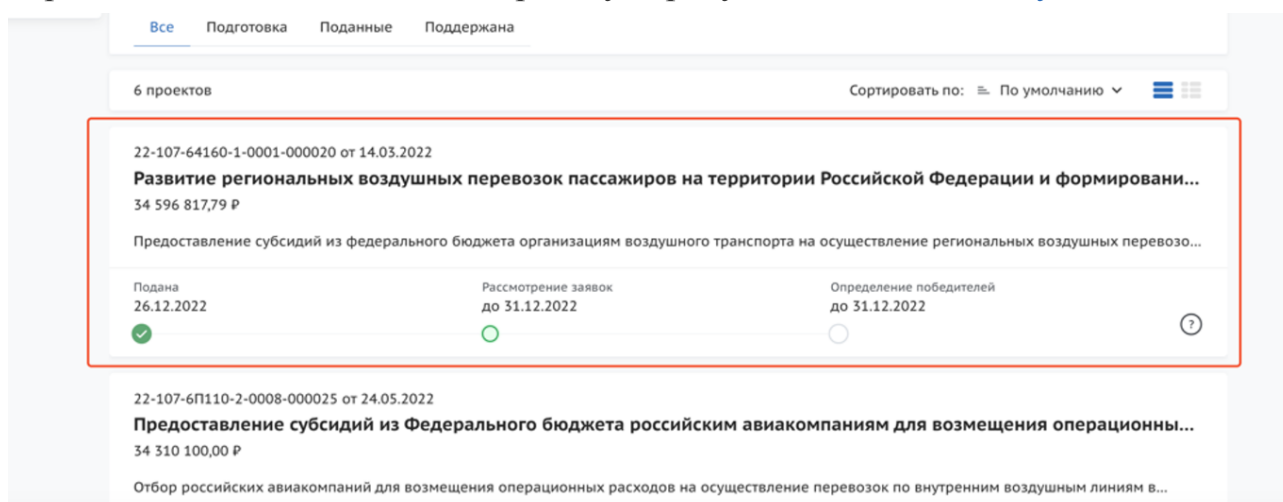 Все Подготовка Поданные Поддержана
6 проектов Сортировать по: По умолчанию
22-107-64160-1-0001-000020 от 14.03.2022
Развитие региональных воздушных перевозок пассажиров на территории Российской Федерации и формировани...
34 596 817,79 ₽
Предоставление субсидий из федерального бюджета организациям воздушного транспорта на осуществление региональных воздушных перевозо...
Подана Рассмотрение заявок Определение победителей
26.12.2022 до 31.12.2022 до 31.12.2022
?
22-107-6П110-2-0008-000025 от 24.05.2022
Предоставление субсидий из Федерального бюджета российским авиакомпаниям для возмещения операционны...
34 310 100,00 ₽
Отбор российских авиакомпаний для возмещения операционных расходов на осуществление перевозок по внутренним воздушным линиям в...